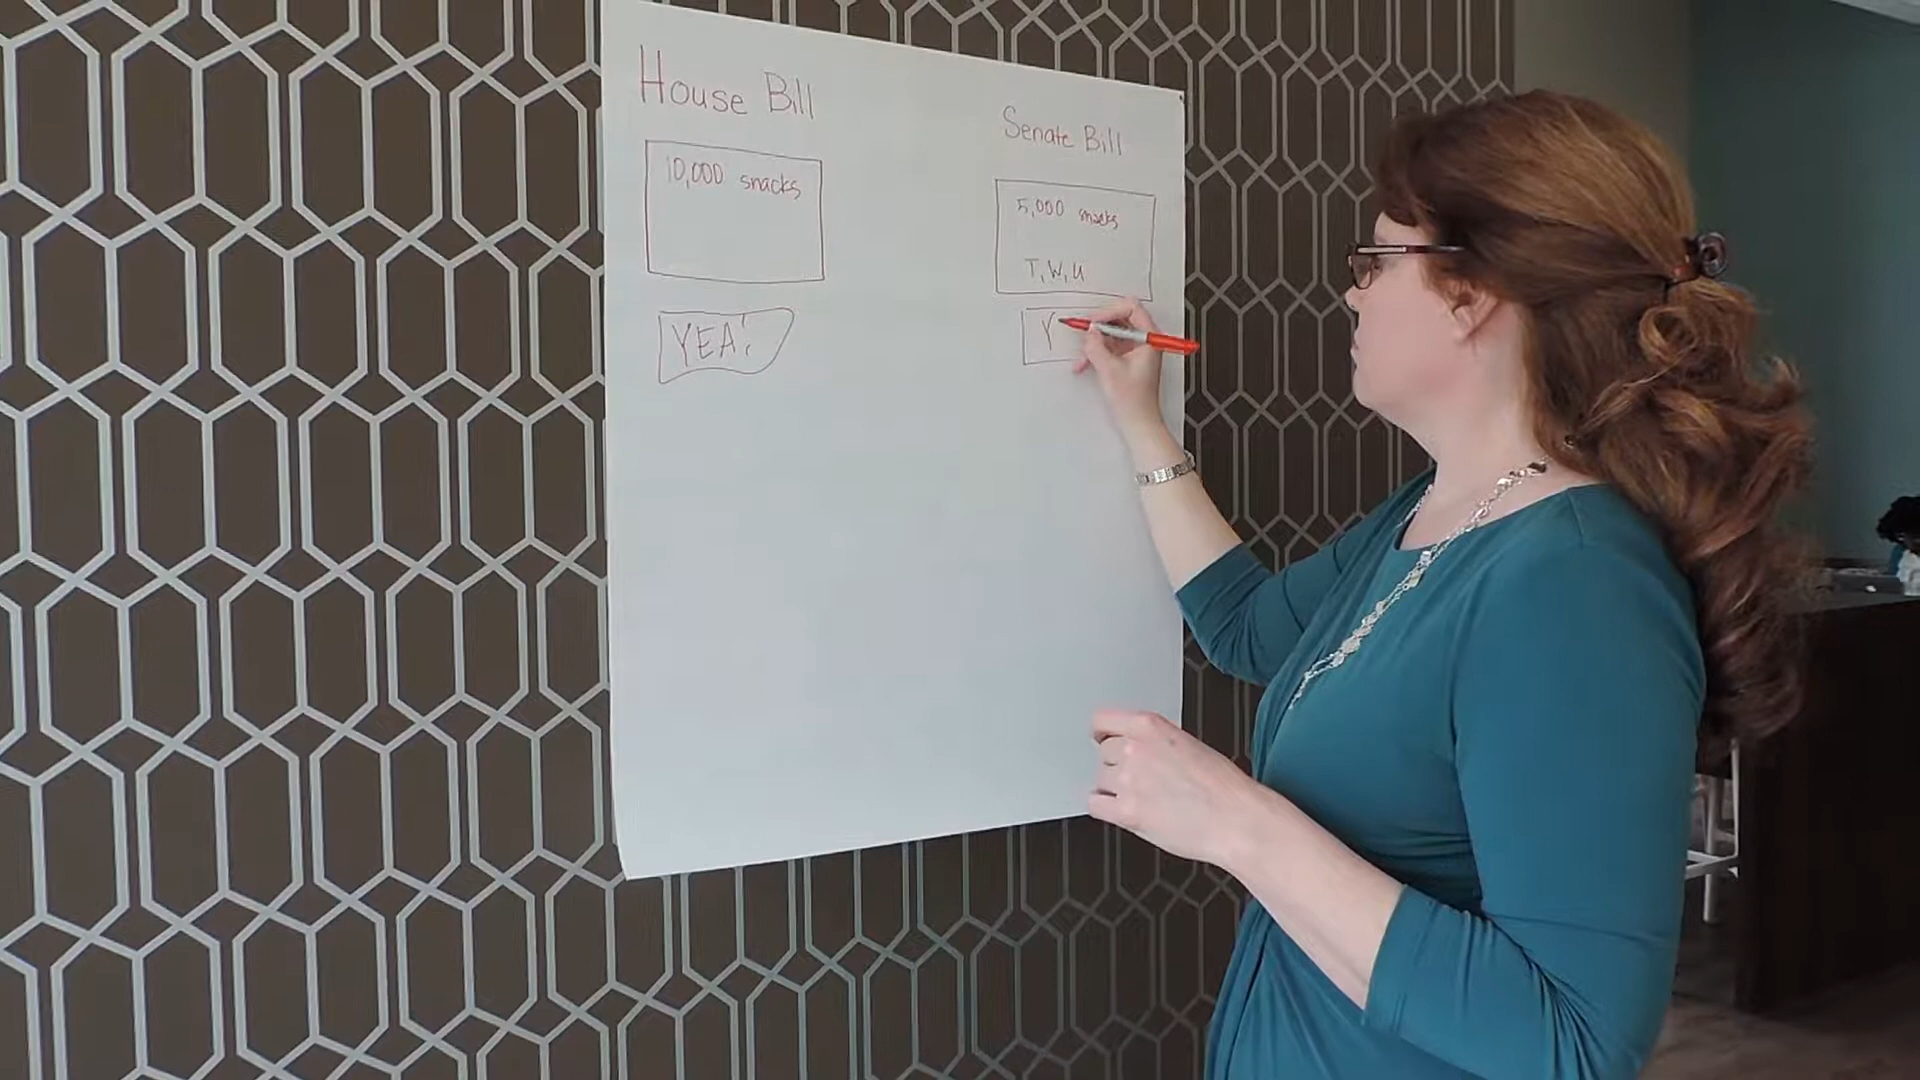 House Bill
10,000 snacks
YEA!
Senate Bill
5,000 snacks
T, W, U
Y